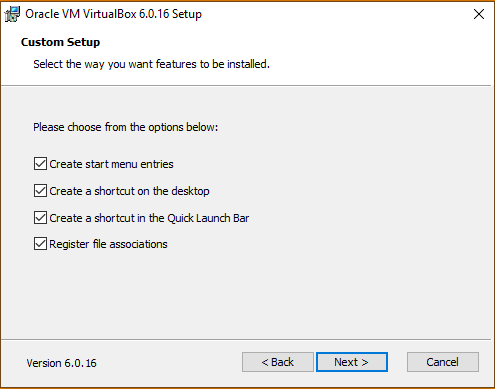 Oracle VM VirtualBox 6.0.16 Setup
Custom Setup
Select the way you want features to be installed.
Please choose from the options below:
Create start menu entries
Create a shortcut on the desktop
Create a shortcut in the Quick Launch Bar
Register file associations
Version 6.0.16
< Back
Next >
Cancel